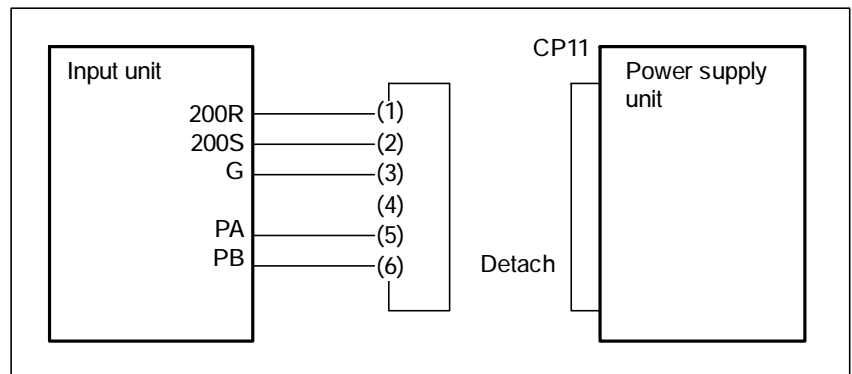 Input unit
200R
200S
G
PA
PB
(1)
(2)
(3)
(4)
(5)
(6)
CP11
Detach
Power supply
unit